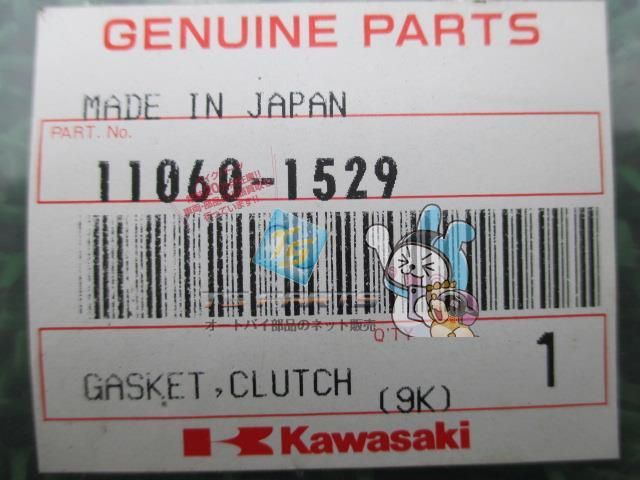 GENUINE PARTS
MADE IN JAPAN
PART. No.
11060-1529
オートバイ部品のネット販売
Q'TY
GASKET,CLUTCH (9K)
1
Kawasaki